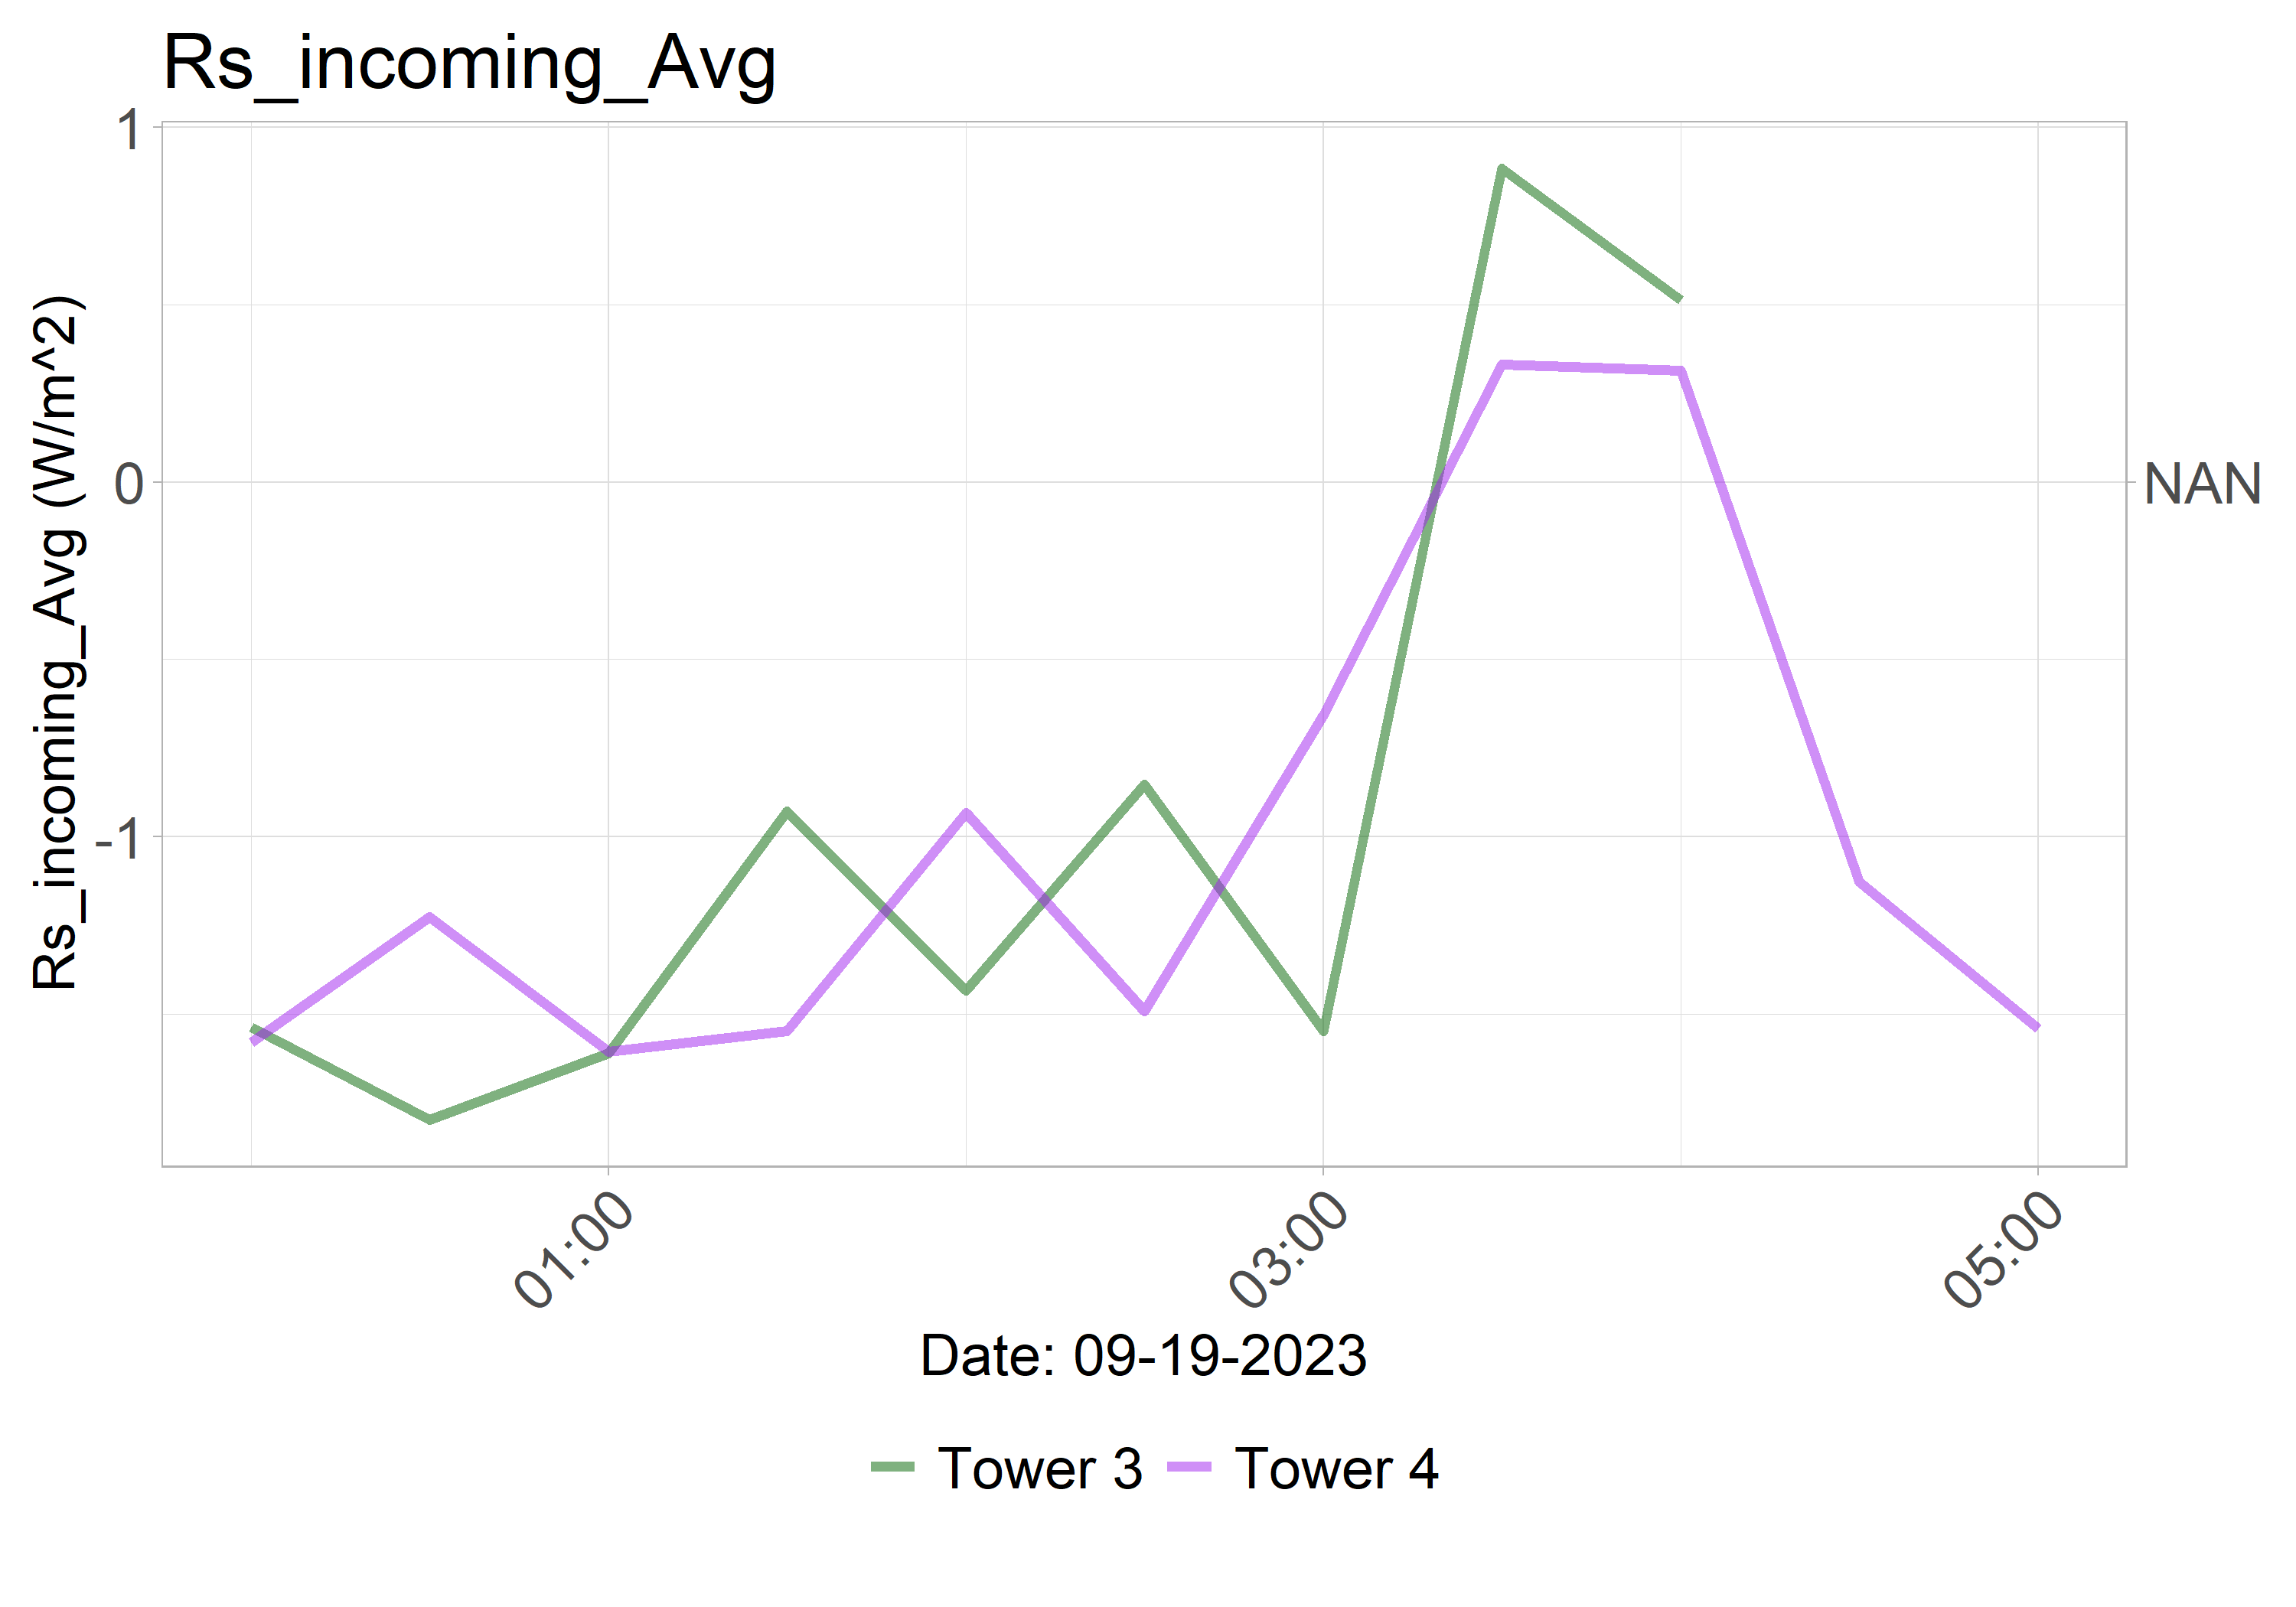 Rs_incoming_Avg
Rs_incoming_Avg (W/m^2)
1
0
-1
NAN
01:00
03:00
05:00
Date: 09-19-2023
Tower 3
Tower 4